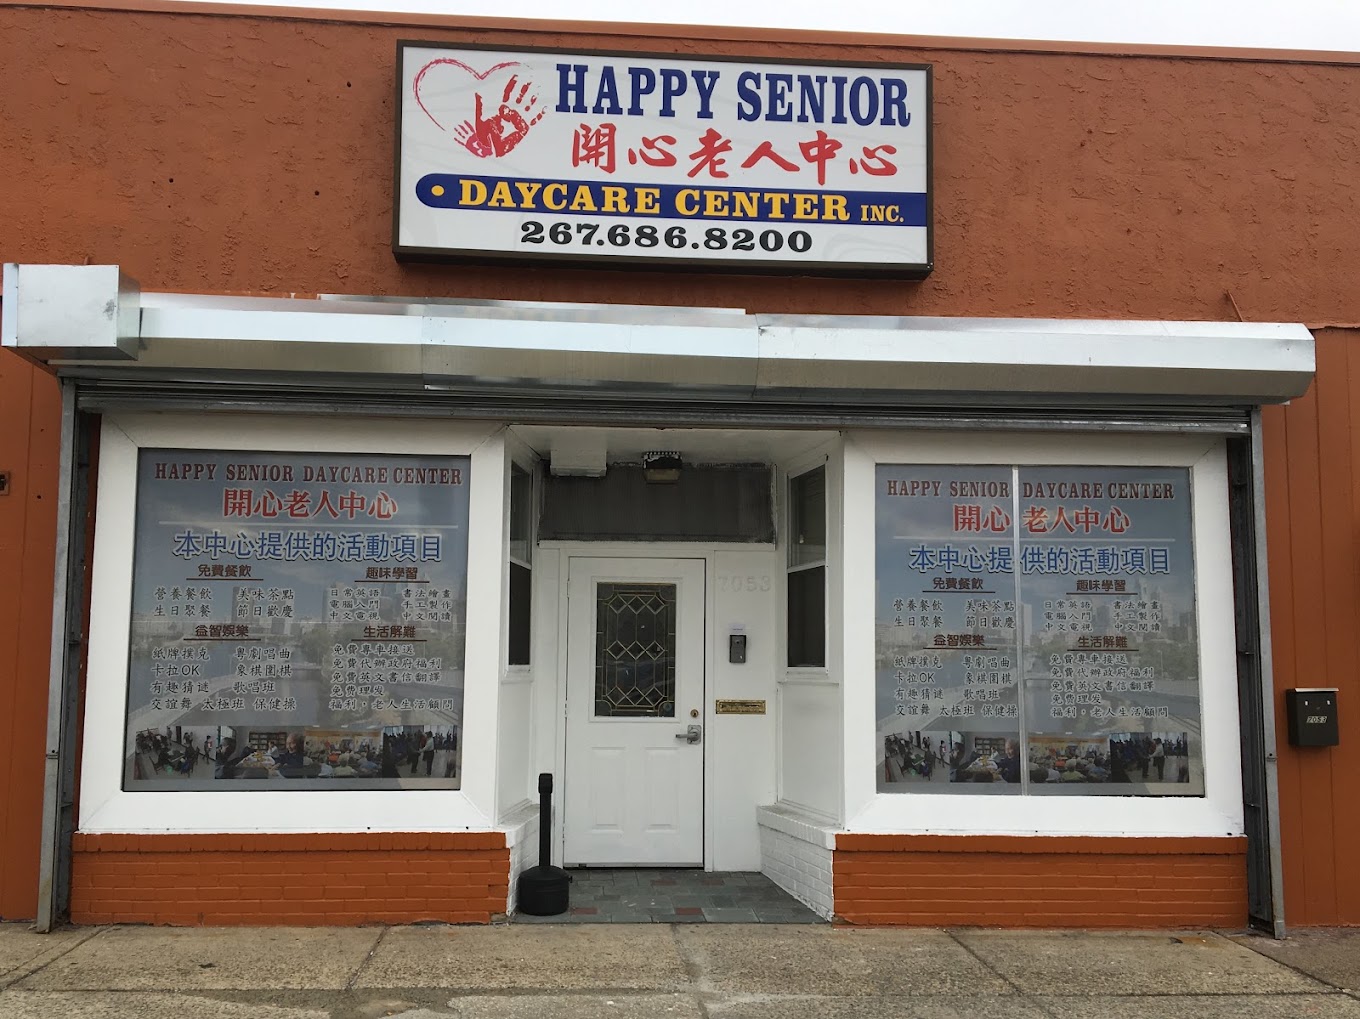 HAPPY SENIOR
開心老人中心
• DAYCARE CENTER INC.
267.686.8200
HAPPY SENIOR DAYCARE CENTER
開心老人中心
本中心提供的活動項目
免費餐飲
營養餐飲 美味茶點
生日聚餐 節日歡慶
趣味學習
日常英語 書法繪畫
電腦入門 手工製作
中文電視 中文閱讀
益智娛樂
紙牌撲克 粵劇唱曲
卡拉OK 象棋圍棋
有趣猜謎 歌唱班
交誼舞 太極班 保健操
生活解難
免費專車接送
免費代辦政府福利
免費英文書信翻譯
免費理发
福利，老人生活顧問
7053
HAPPY SENIOR DAYCARE CENTER
開心老人中心
本中心提供的活動項目
免費餐飲
營養餐飲 美味茶點
生日聚餐 節日歡慶
趣味學習
日常英語 書法繪畫
電腦入門 手工製作
中文電視 中文閱讀
益智娛樂
紙牌撲克 粵劇唱曲
卡拉OK 象棋圍棋
有趣猜謎 歌唱班
交誼舞 太極班 保健操
生活解難
免費專車接送
免費代辦政府福利
免費英文書信翻譯
免費理发
福利，老人生活顧問
7053